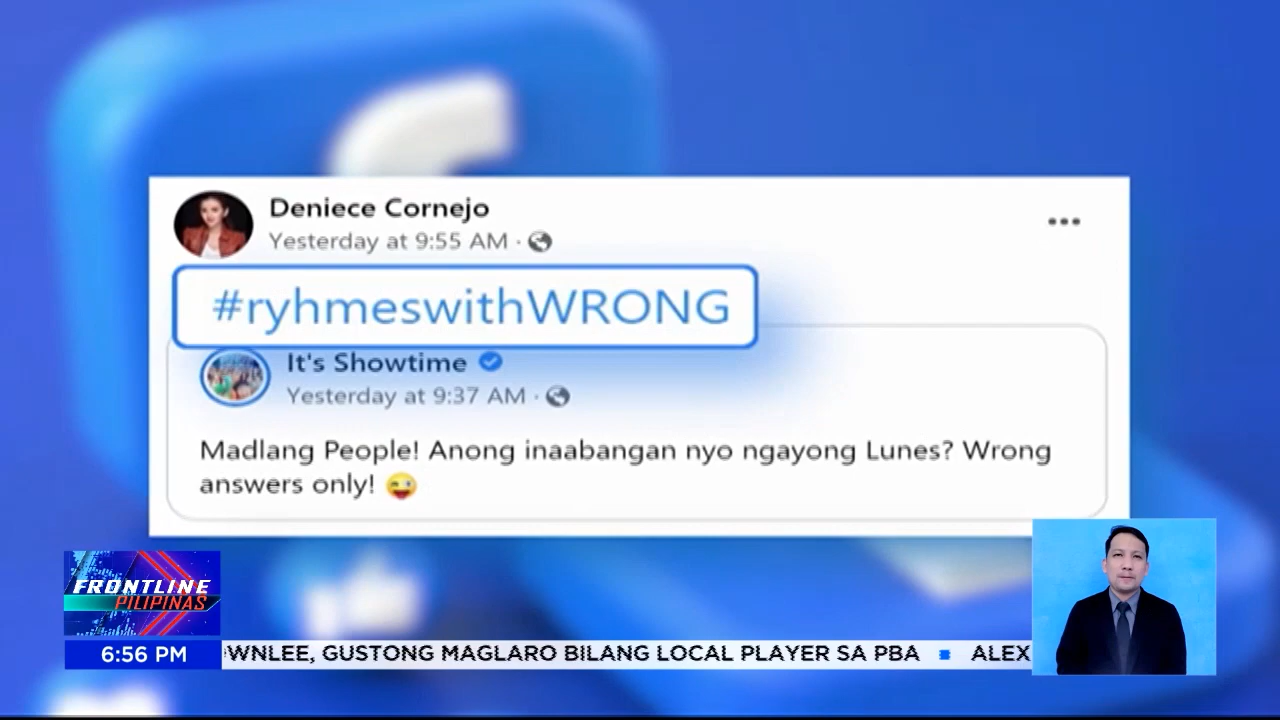 Deniece Cornejo
Yesterday at 9:55 AM ·
#ryhmeswithWRONG
It's Showtime
Yesterday at 9:37 AM ·
Madlang People! Anong inaabangan nyo ngayong Lunes? Wrong
answers only! 😜
FRONTLINE
PILIPINAS
6:56 PM
WNLEE, GUSTONG MAGLARO BILANG LOCAL PLAYER SA PBA ▪ ALEX